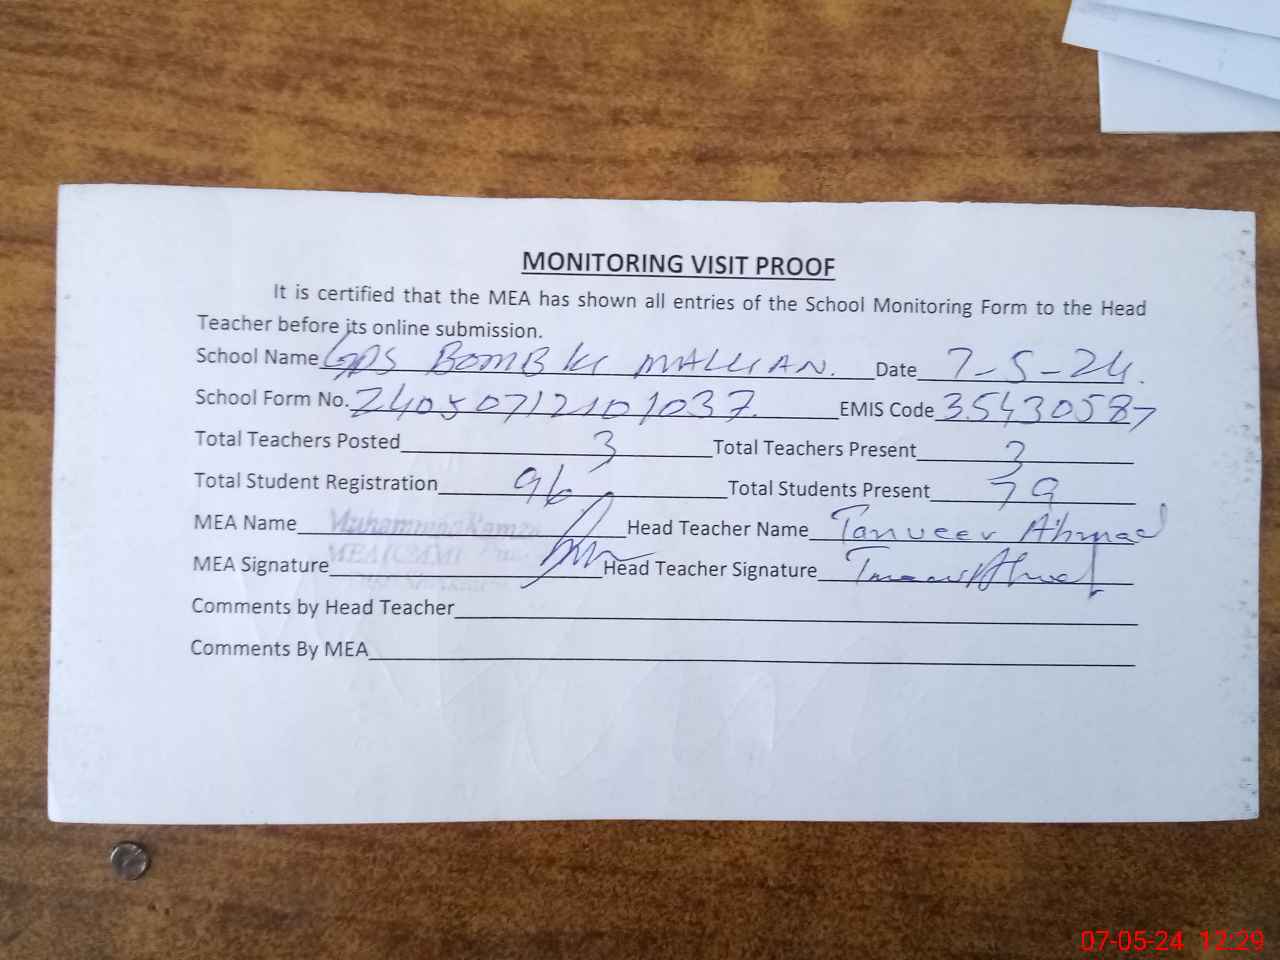 MONITORING VISIT PROOF
It is certified that the MEA has shown all entries of the School Monitoring Form to the Head
Teacher before its online submission.
School Name GPS BOMB KI MALLIAN. Date 7-5-24.
School Form No. 24050712101037. EMIS Code 35430587
Total Teachers Posted 3 Total Teachers Present 3
Total Student Registration 96 Total Students Present 79
MEA Name Muhammad Head Teacher Name Tanveer Ahmad
MEA Signature MEA Head Teacher Signature
Comments by Head Teacher
Comments By MEA
07-05-24 12:29